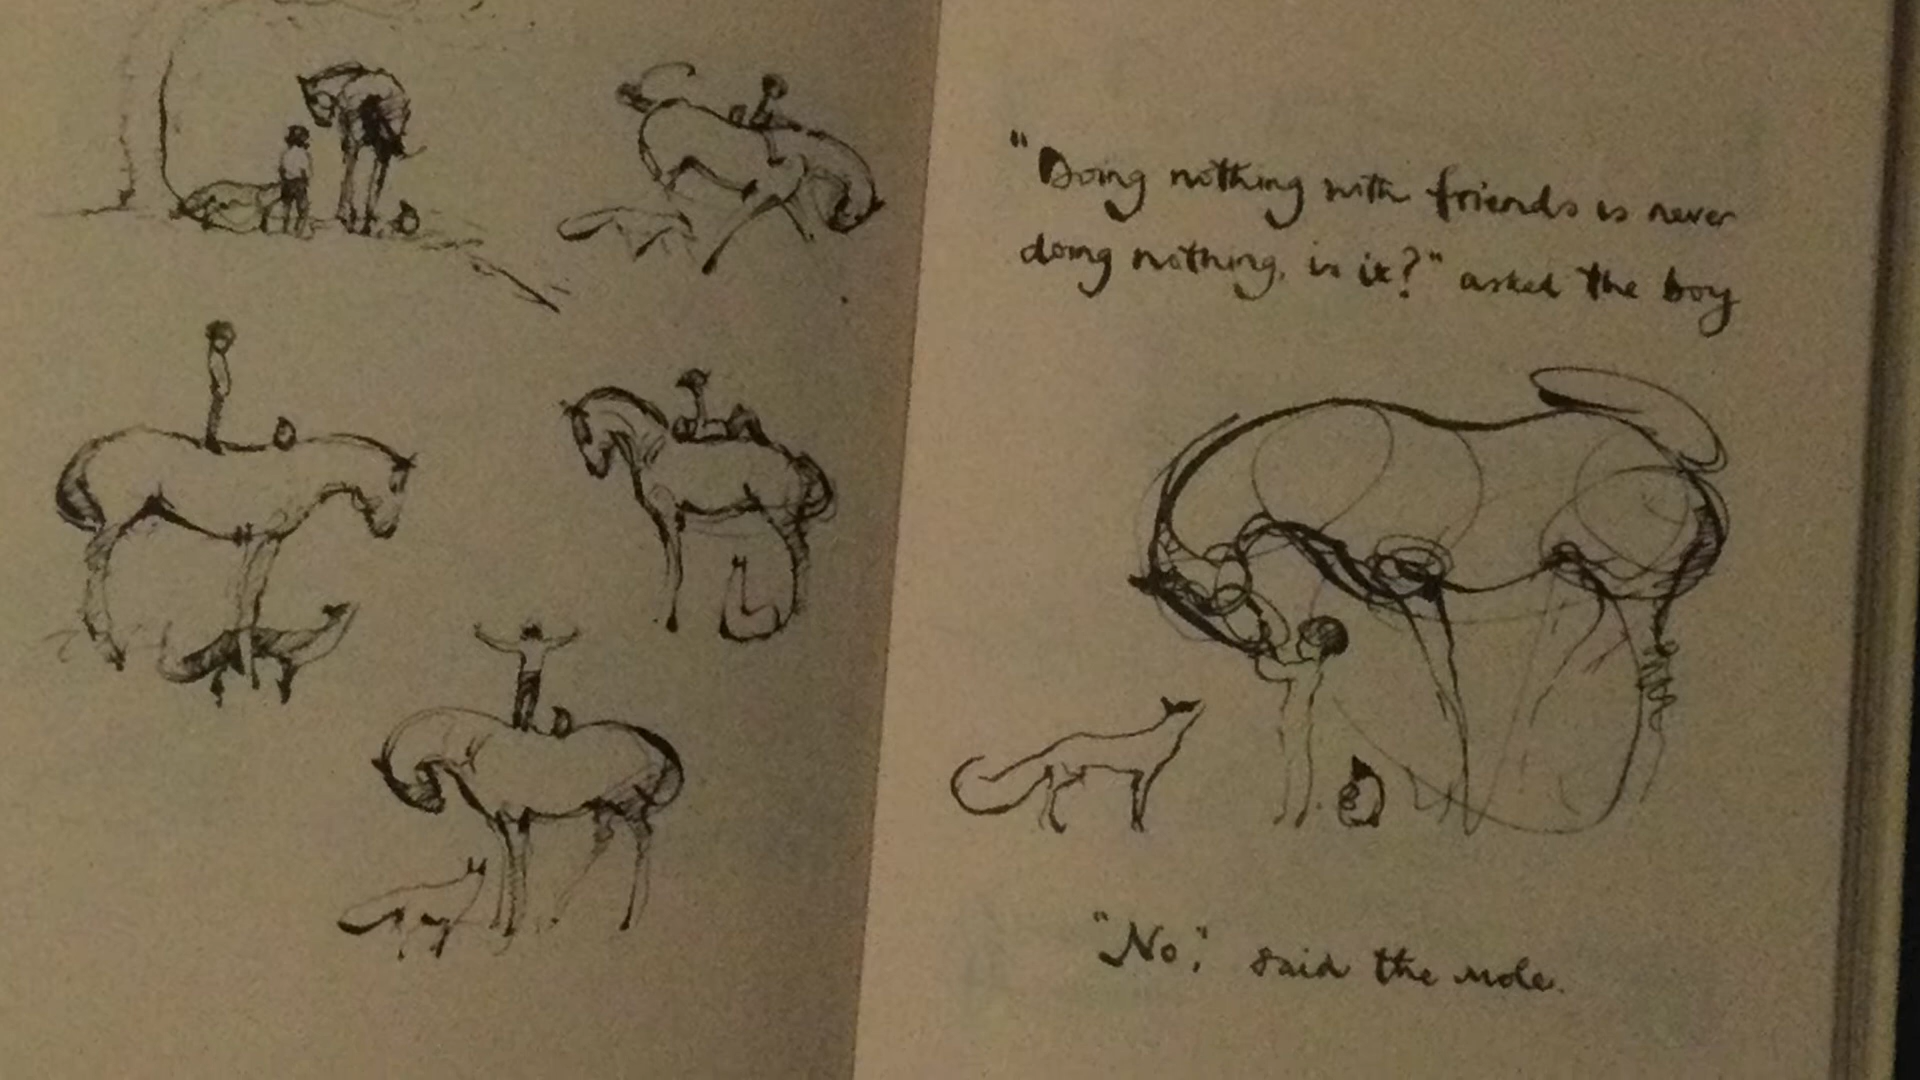 "Doing nothing with friends is never
doing nothing, is it?" asked the boy
"No," said the mole.